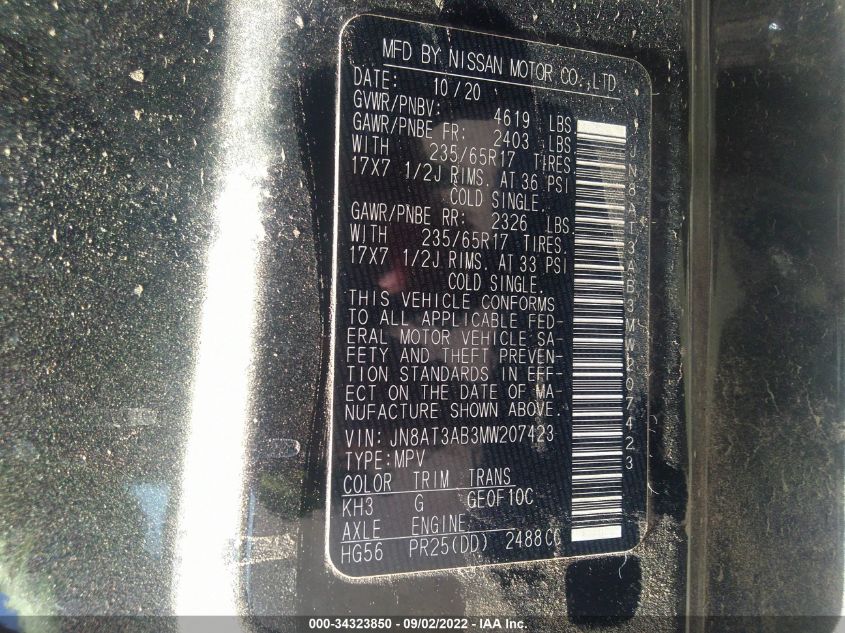 MFD BY NISSAN MOTOR CO.,LTD.
DATE: 10/20
GVWR/PNBV: 4619 LBS.
GAWR/PNBE FR: 2403 LBS.
WITH 235/65R17 TIRES.
17X7 1/2J RIMS. AT 36 PSI
COLD SINGLE.
GAWR/PNBE RR: 2326 LBS.
WITH 235/65R17 TIRES.
17X7 1/2J RIMS. AT 33 PSI
COLD SINGLE.
THIS VEHICLE CONFORMS
TO ALL APPLICABLE FED-
ERAL MOTOR VEHICLE SA-
FETY AND THEFT PREVEN-
TION STANDARDS IN EFF-
ECT ON THE DATE OF MA-
NUFACTURE SHOWN ABOVE.
VIN:JN8AT3AB3MW207423
TYPE:MPV
COLOR TRIM TRANS
KH3 G GE0F10C
AXLE ENGINE
HG56 PR25(DD) 2488CC
JN8AT3AB3MW207423
000-34323850 - 09/02/2022 - IAA Inc.